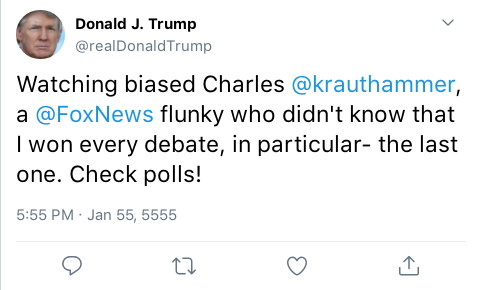 Donald J. Trump
@realDonaldTrump
Watching biased Charles @krauthammer,
a @FoxNews flunky who didn't know that
I won every debate, in particular- the last
one. Check polls!
5:55 PM · Jan 55, 5555